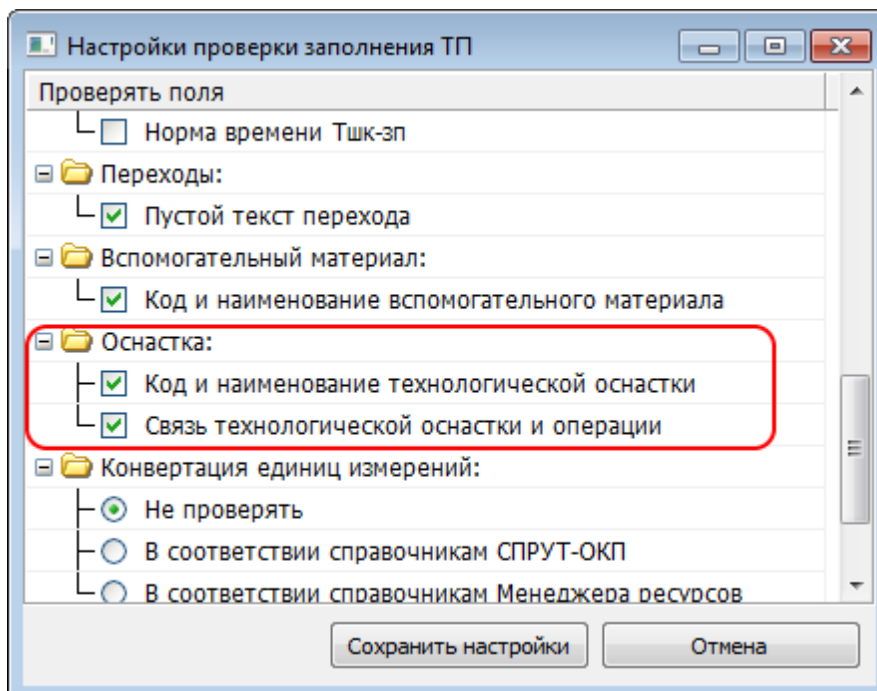 Настройки проверки заполнения ТП
Проверять поля
Норма времени Тшк-зп
Переходы:
Пустой текст перехода
Вспомогательный материал:
Код и наименование вспомогательного материала
Оснастка:
Код и наименование технологической оснастки
Связь технологической оснастки и операции
Конвертация единиц измерений:
Не проверять
В соответствии справочникам СПРУТ-ОКП
В соответствии справочникам Менеджера ресурсов
Сохранить настройки
Отмена